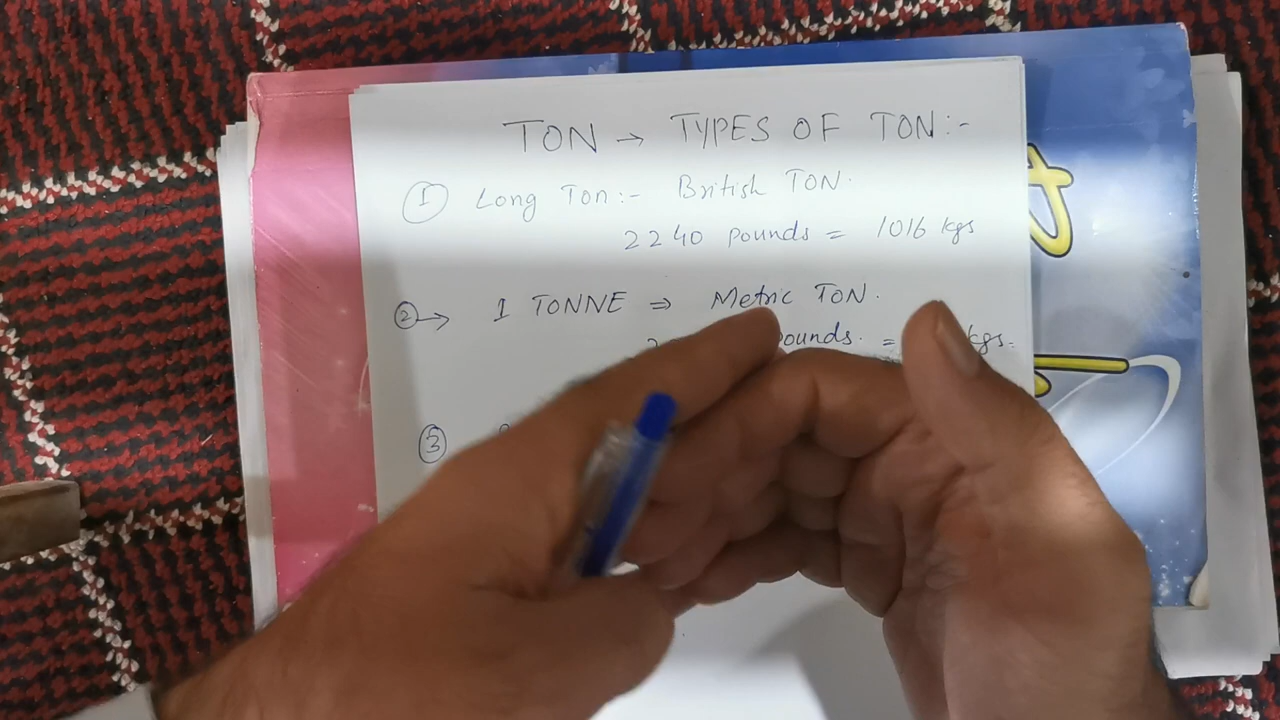 TON → TYPES OF TON:-
① Long Ton:- British TON.
2240 pounds = 1016 kgs
②→ 1 TONNE ⇒ Metric TON.
pounds. = kgs.
③